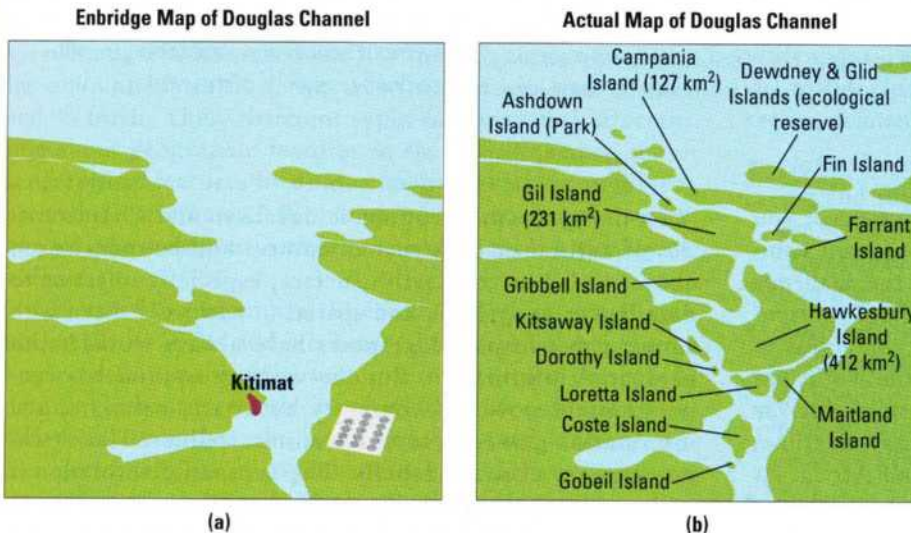 Enbridge Map of Douglas Channel
Kitimat
(a)
Actual Map of Douglas Channel
Campania
Island (127 km²)
Dewdney & Glid
Islands (ecological
reserve)
Ashdown
Island (Park)
Fin Island
Gil Island
(231 km²)
Farrant
Island
Gribbell Island
Hawkesbury
Island
(412 km²)
Kitsaway Island
Dorothy Island
Loretta Island
Maitland
Island
Coste Island
Gobeil Island
(b)